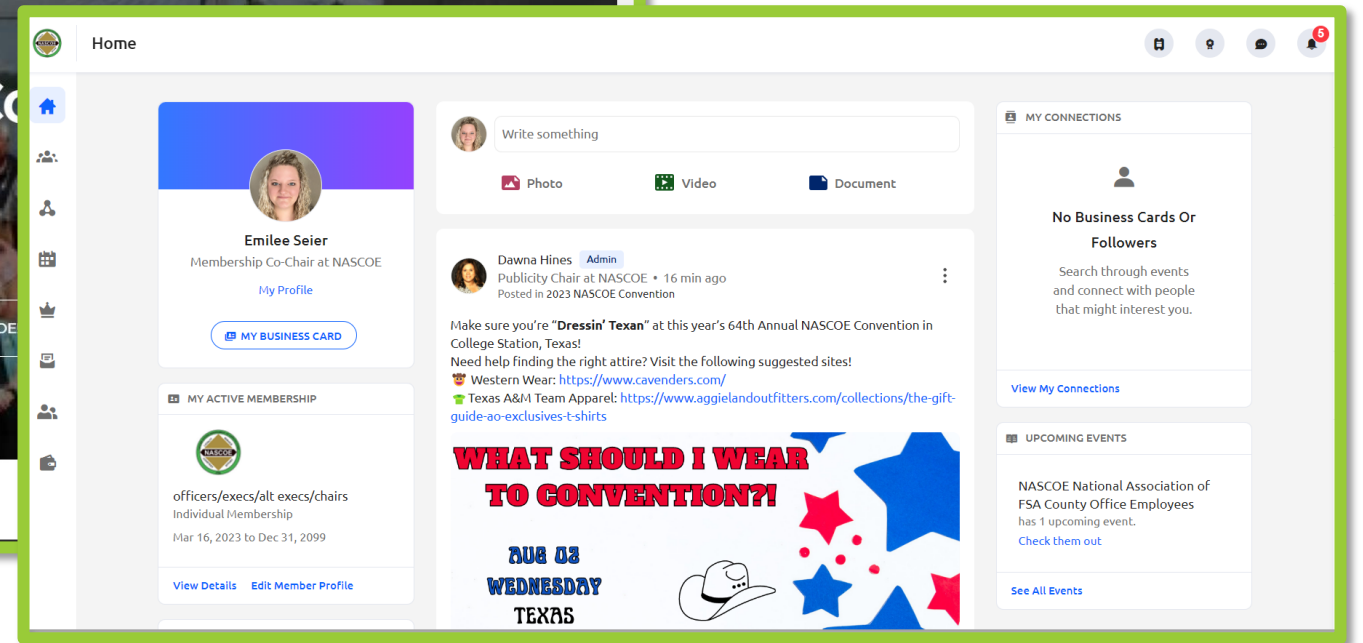 NASCOE
Home
5
Emilee Seier
Membership Co-Chair at NASCOE
My Profile
MY BUSINESS CARD
MY ACTIVE MEMBERSHIP
NASCOE
officers/execs/alt execs/chairs
Individual Membership
Mar 16, 2023 to Dec 31, 2099
View Details Edit Member Profile
Write something
Photo Video Document
Dawna Hines Admin
Publicity Chair at NASCOE • 16 min ago
Posted in 2023 NASCOE Convention
Make sure you're “Dressin’ Texan” at this year's 64th Annual NASCOE Convention in
College Station, Texas!
Need help finding the right attire? Visit the following suggested sites!
🤠 Western Wear: https://www.cavenders.com/
👕 Texas A&M Team Apparel: https://www.aggielandoutfitters.com/collections/the-gift-
guide-ao-exclusives-t-shirts
WHAT SHOULD I WEAR
TO CONVENTION?!
AUG 02
WEDNESDAY
TEXAS
MY CONNECTIONS
No Business Cards Or
Followers
Search through events
and connect with people
that might interest you.
View My Connections
UPCOMING EVENTS
NASCOE National Association of
FSA County Office Employees
has 1 upcoming event.
Check them out
See All Events